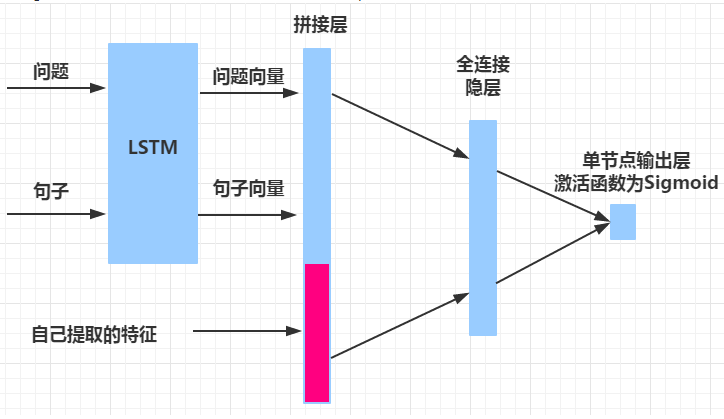 拼接层
全连接
隐层
问题
问题向量
LSTM
单节点输出层
激活函数为Sigmoid
句子
句子向量
自己提取的特征